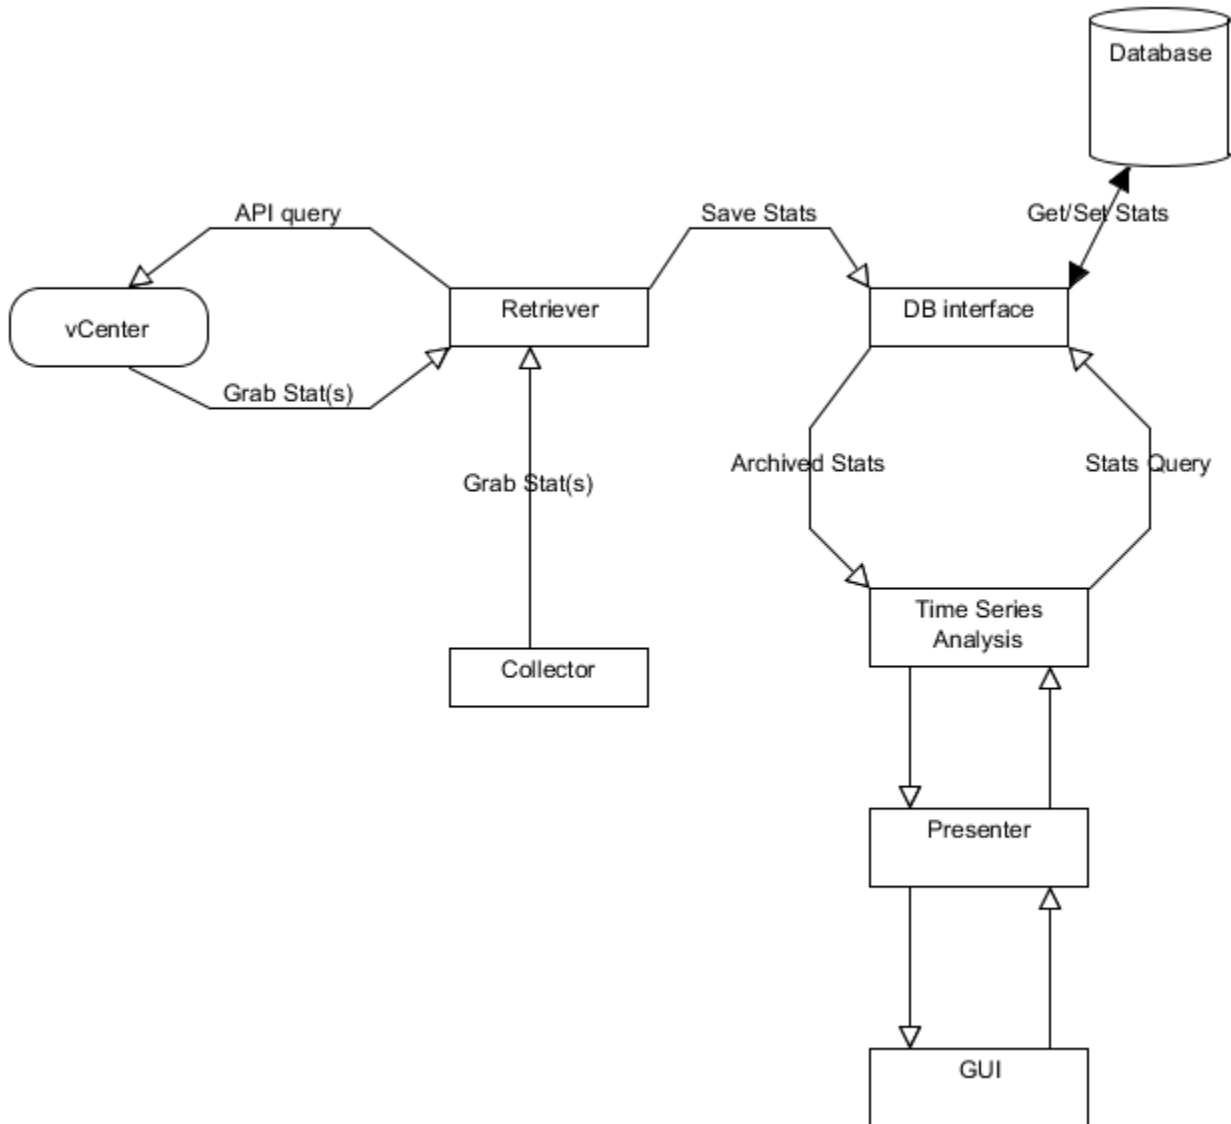 Database
API query
Save Stats
Get/Set Stats
vCenter
Retriever
DB interface
Grab Stat(s)
Archived Stats
Stats Query
Grab Stat(s)
Time Series
Analysis
Collector
Presenter
GUI